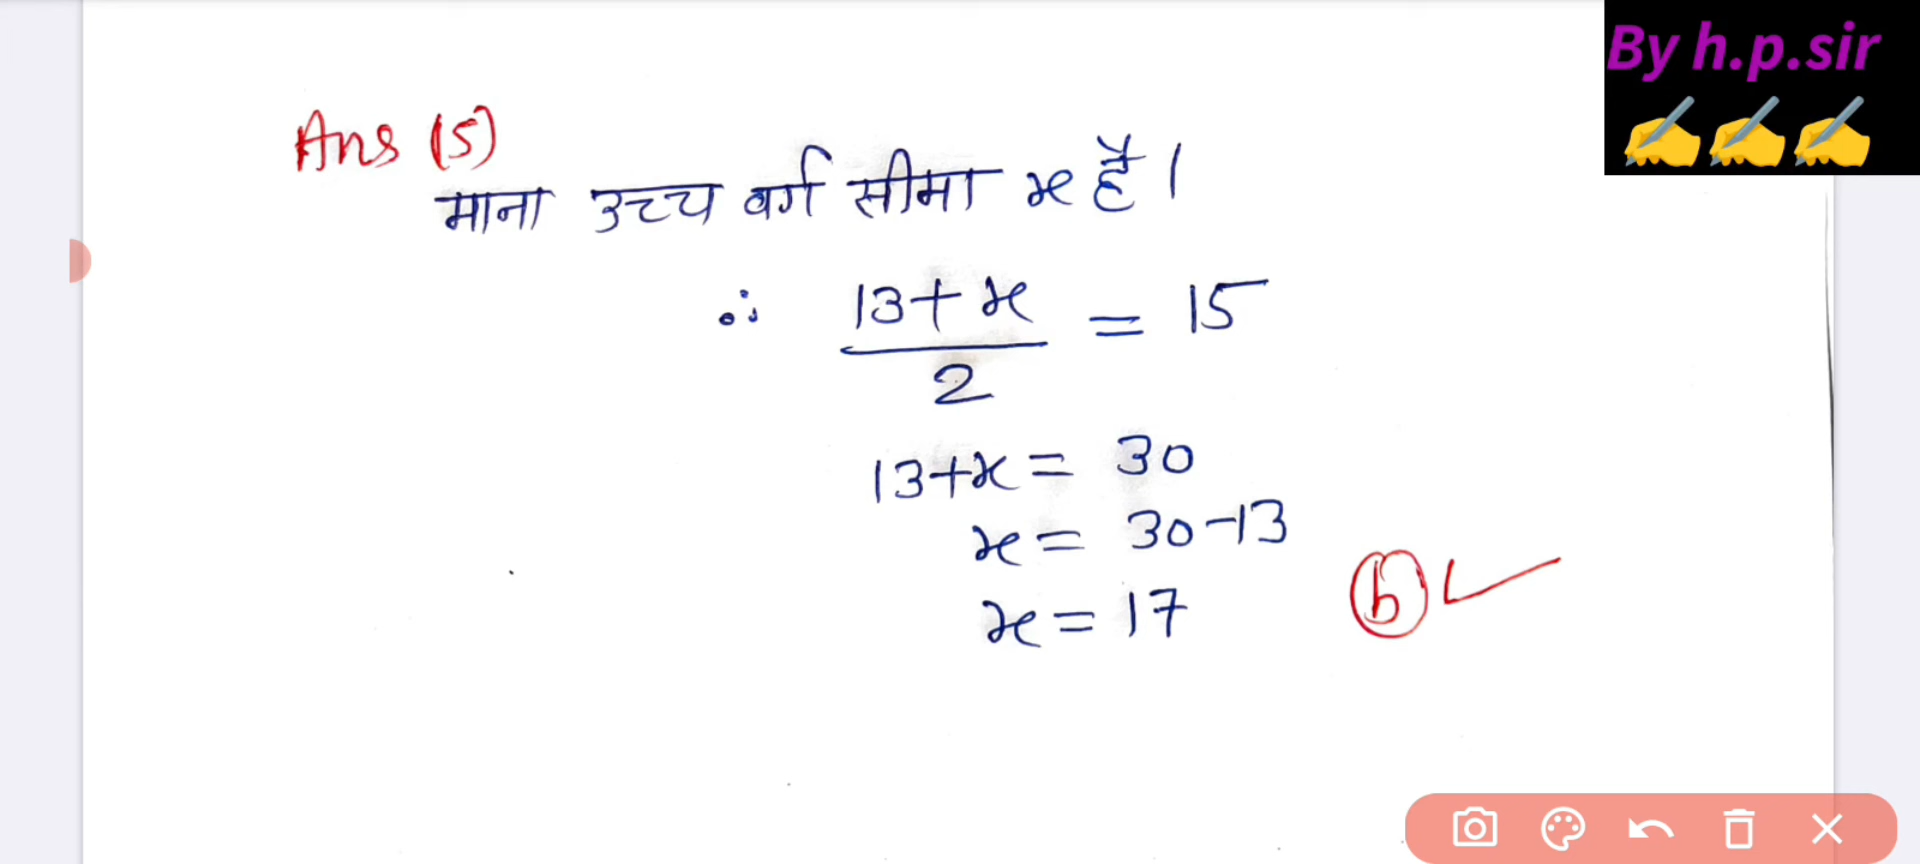 By h.p.sir
Ans (5)
माना उच्च वर्ग सीमा x है।
∴ 13+x
—— = 15
2
13+x = 30
x = 30-13
x = 17
(b) ✓